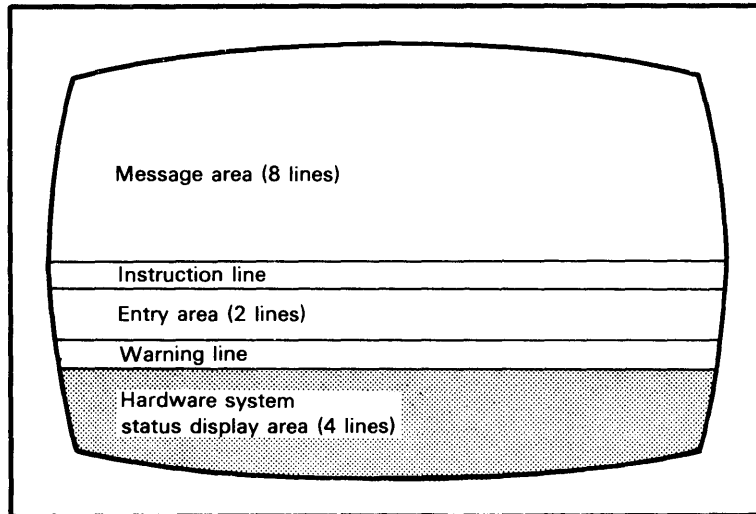 Message area (8 lines)
Instruction line
Entry area (2 lines)
Warning line
Hardware system
status display area (4 lines)